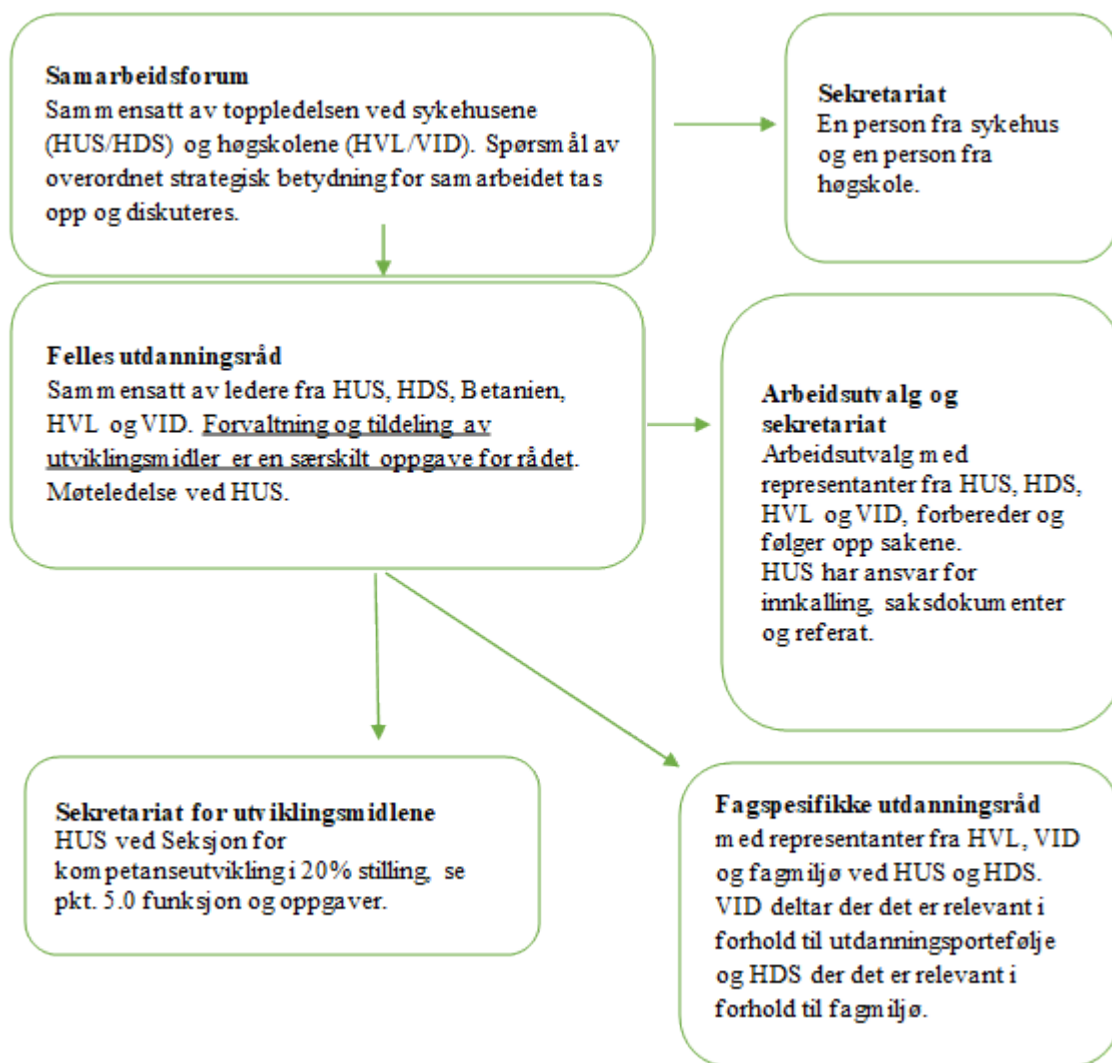 Samarbeidsforum
Sammensatt av toppledelsen ved sykehusene
(HUS/HDS) og høgskolene (HVL/VID). Spørsmål av
overordnet strategisk betydning for samarbeidet tas
opp og diskuteres.
Sekretariat
En person fra sykehus
og en person fra
høgskole.
Felles utdanningsråd
Sammensatt av ledere fra HUS, HDS, Betanien,
HVL og VID. Forvaltning og tildeling av
utviklingsmidler er en særskilt oppgave for rådet.
Møteledelse ved HUS.
Arbeidsutvalg og
sekretariat
Arbeidsutvalg med
representanter fra HUS, HDS,
HVL og VID, forbereder og
følger opp sakene.
HUS har ansvar for
innkalling, saksdokumenter
og referat.
Sekretariat for utviklingsmidlene
HUS ved Seksjon for
kompetanseutvikling i 20% stilling, se
pkt. 5.0 funksjon og oppgaver.
Fagspesifikke utdanningsråd
med representanter fra HVL, VID
og fagmiljø ved HUS og HDS.
VID deltar der det er relevant i
forhold til utdanningsportefølje
og HDS der det er relevant i
forhold til fagmiljø.